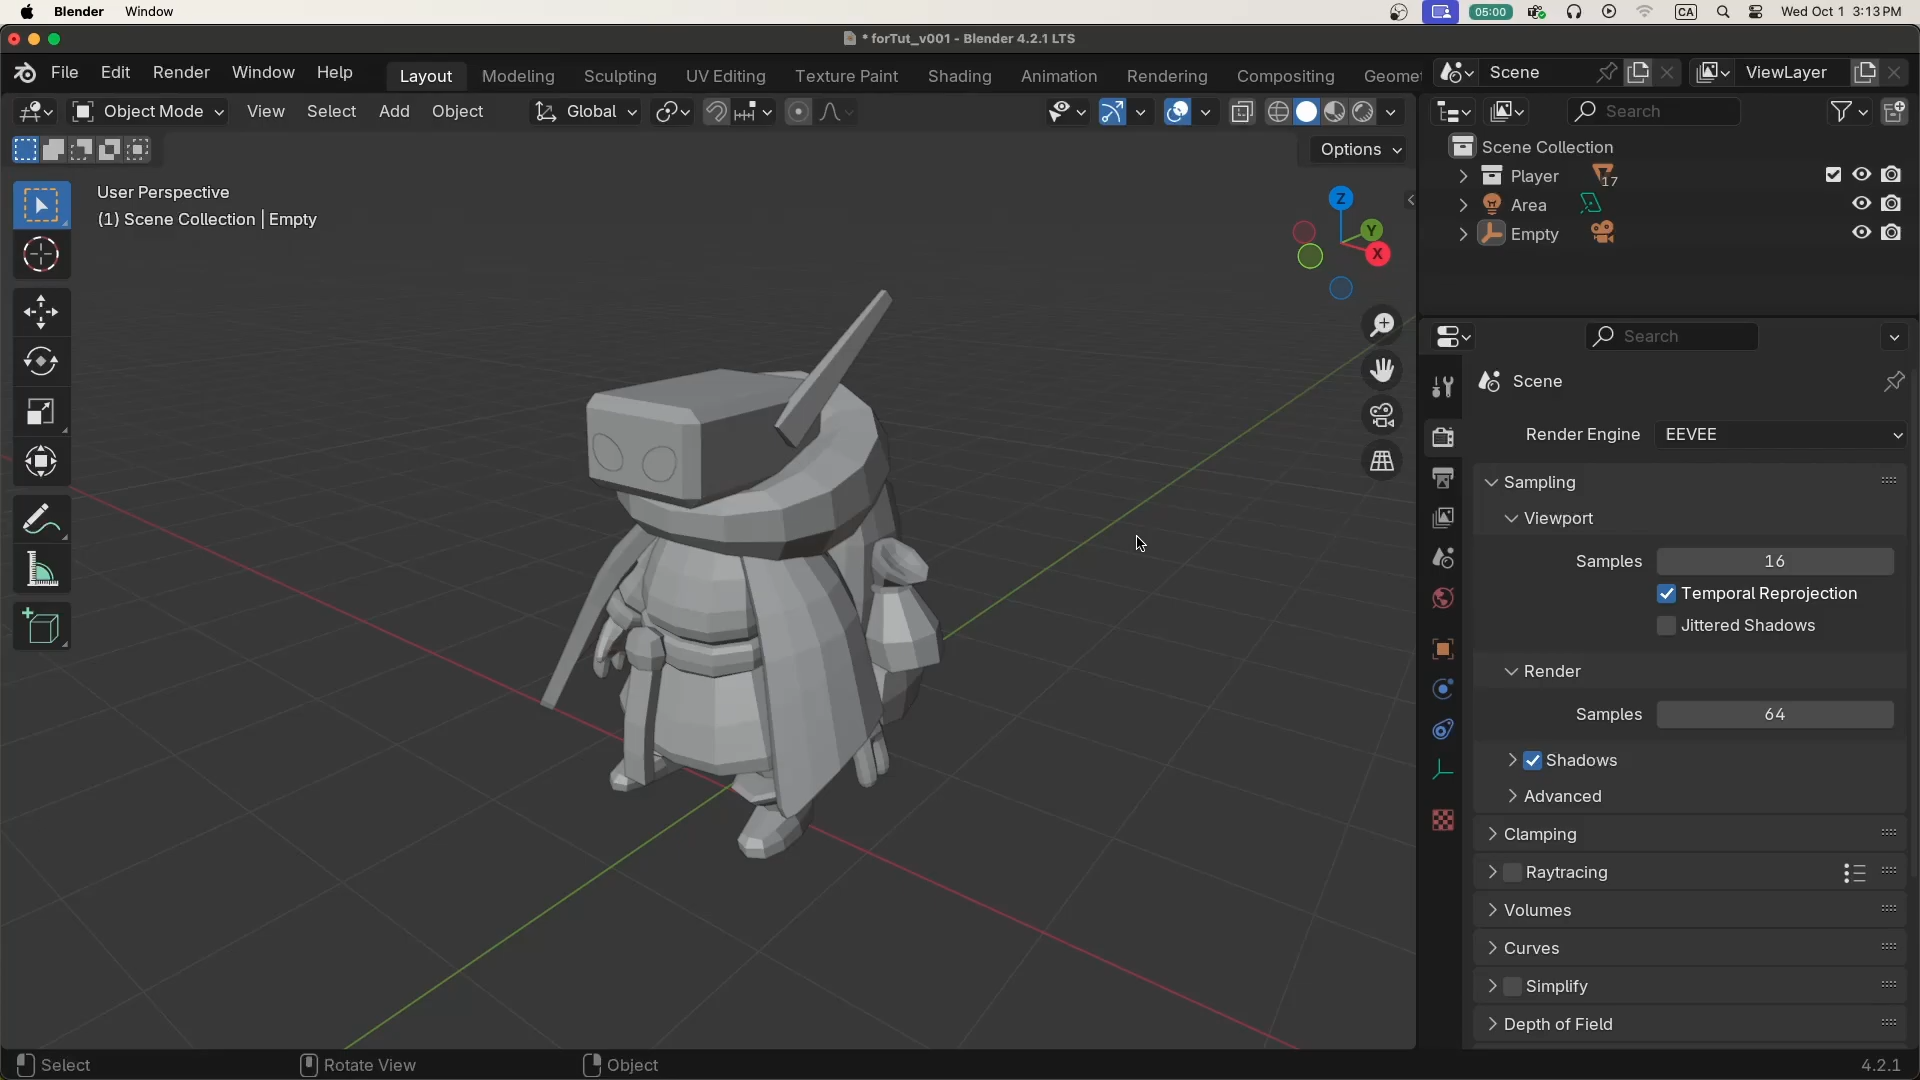 Blender Window 05:00 CA Wed Oct 1 3:13 PM
* forTut_v001 - Blender 4.2.1 LTS
File Edit Render Window Help Layout Modeling Sculpting UV Editing Texture Paint Shading Animation Rendering Compositing Geome Scene ViewLayer
Object Mode View Select Add Object Global Search
Options
User Perspective
(1) Scene Collection | Empty
Z
Y
X
Scene Collection
Player 17
Area
Empty
Search
Scene
Render Engine EEVEE
Sampling
Viewport
Samples 16
Temporal Reprojection
Jittered Shadows
Render
Samples 64
Shadows
Advanced
Clamping
Raytracing
Volumes
Curves
Simplify
Depth of Field
Select Rotate View Object 4.2.1